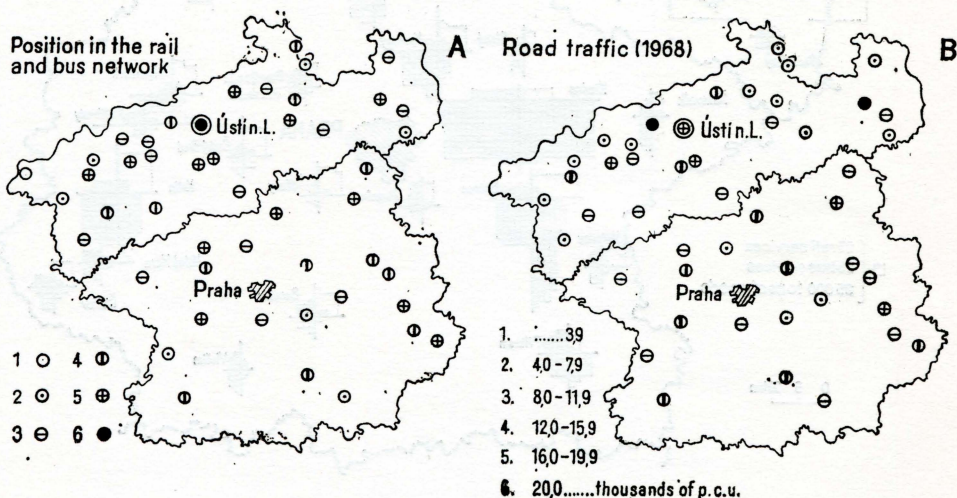 Position in the rail
and bus network
A
Ústí n.L.
Praha
1 4
2 5
3 6
Road traffic (1968)
B
Ústí n.L.
Praha
1. .......3,9
2. 4,0-7,9
3. 8,0-11,9
4. 12,0-15,9
5. 16,0-19,9
6. 20,0.......thousands of p.c.u.